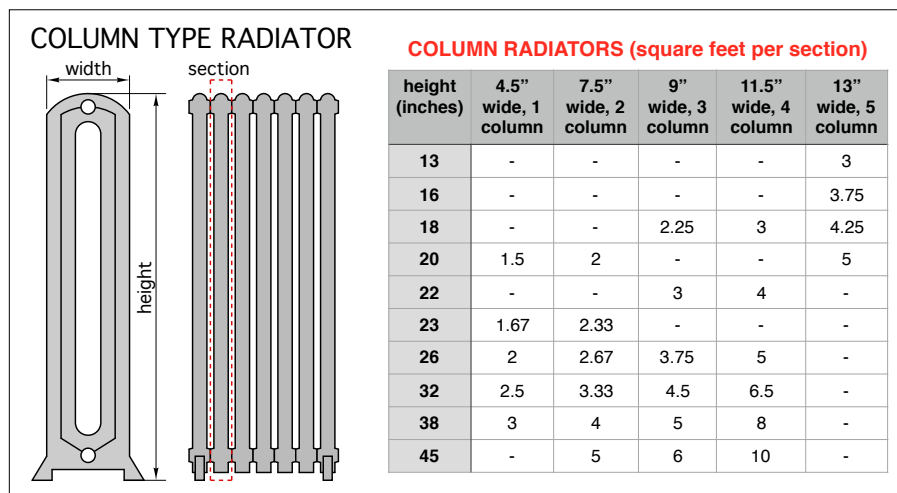 COLUMN TYPE RADIATOR
width
section
height
COLUMN RADIATORS (square feet per section)
height (inches) 4.5” wide, 1 column 7.5” wide, 2 column 9” wide, 3 column 11.5” wide, 4 column 13” wide, 5 column
13 - - - - 3
16 - - - - 3.75
18 - - 2.25 3 4.25
20 1.5 2 - - 5
22 - - 3 4 -
23 1.67 2.33 - - -
26 2 2.67 3.75 5 -
32 2.5 3.33 4.5 6.5 -
38 3 4 5 8 -
45 - 5 6 10 -